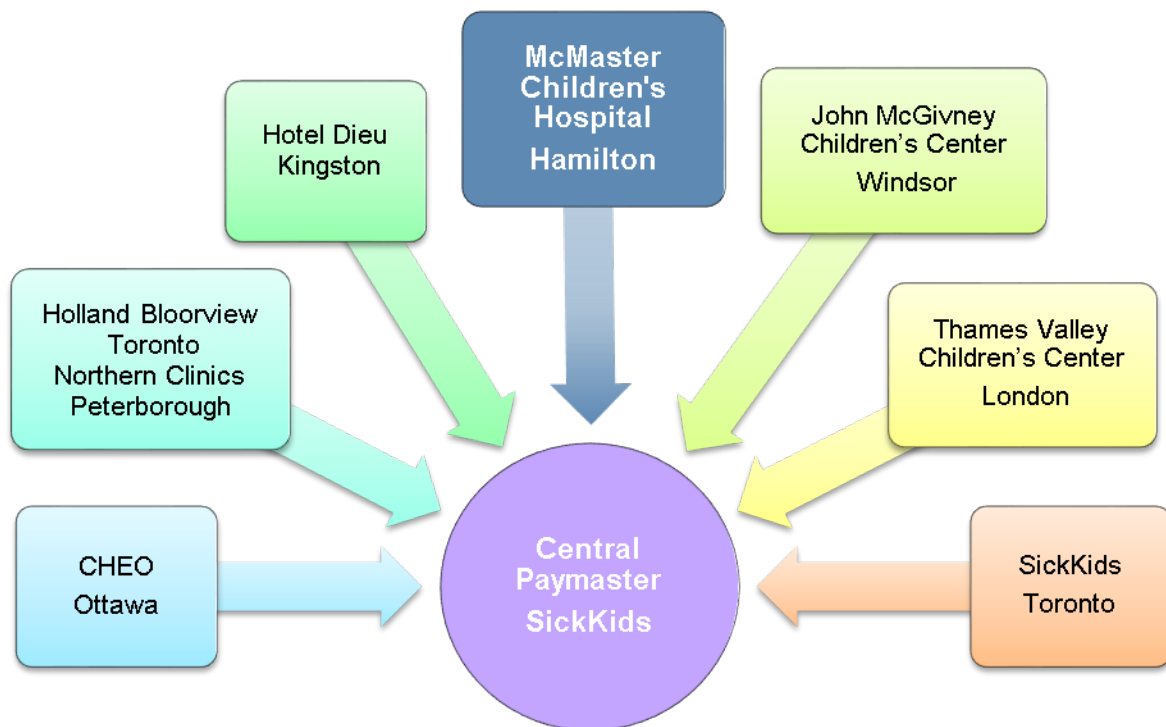 McMaster
Children's
Hospital
Hamilton
Hotel Dieu
Kingston
John McGivney
Children’s Center
Windsor
Holland Bloorview
Toronto
Northern Clinics
Peterborough
Thames Valley
Children’s Center
London
CHEO
Ottawa
Central
Paymaster
SickKids
SickKids
Toronto